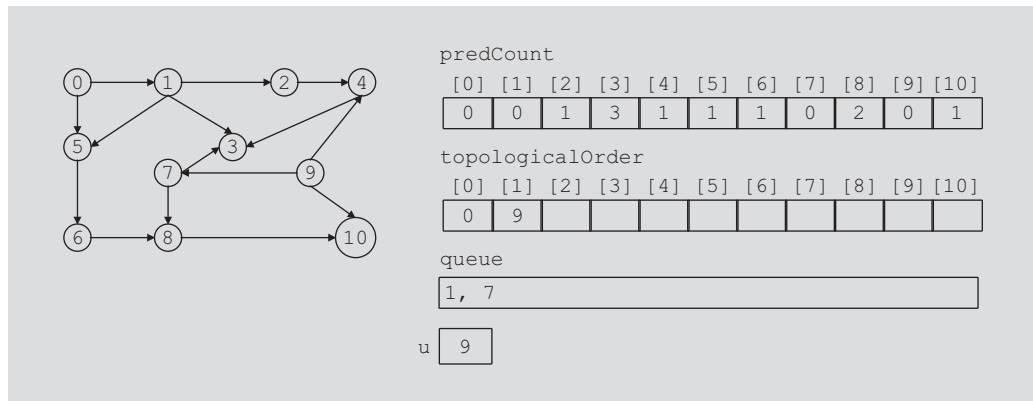 0 1 2 4
5 3
7 9
6 8 10
predCount
[0] [1] [2] [3] [4] [5] [6] [7] [8] [9] [10]
0 0 1 3 1 1 1 0 2 0 1
topologicalOrder
[0] [1] [2] [3] [4] [5] [6] [7] [8] [9] [10]
0 9
queue
1, 7
u 9